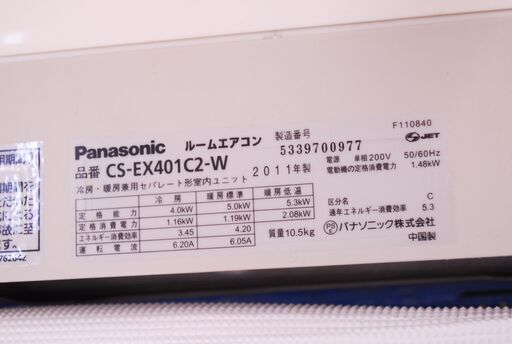 F110840
Panasonic ルームエアコン 製造番号 5339700977 JET
品番 CS-EX401C2-W 2011年製
電源 単相200V 50/60Hz
電動機の定格消費電力 1.48kW
冷房・暖房兼用セパレート形室内ユニット
冷房 暖房標準 暖房低温
定格能力 4.0kW 5.0kW 5.3kW
定格消費電力 1.16kW 1.19kW 2.08kW
エネルギー消費効率 3.45 4.20
運転電流 6.20A 6.05A
質量10.5kg
区分名 C
通年エネルギー消費効率 5.3
PSE パナソニック株式会社
中国製